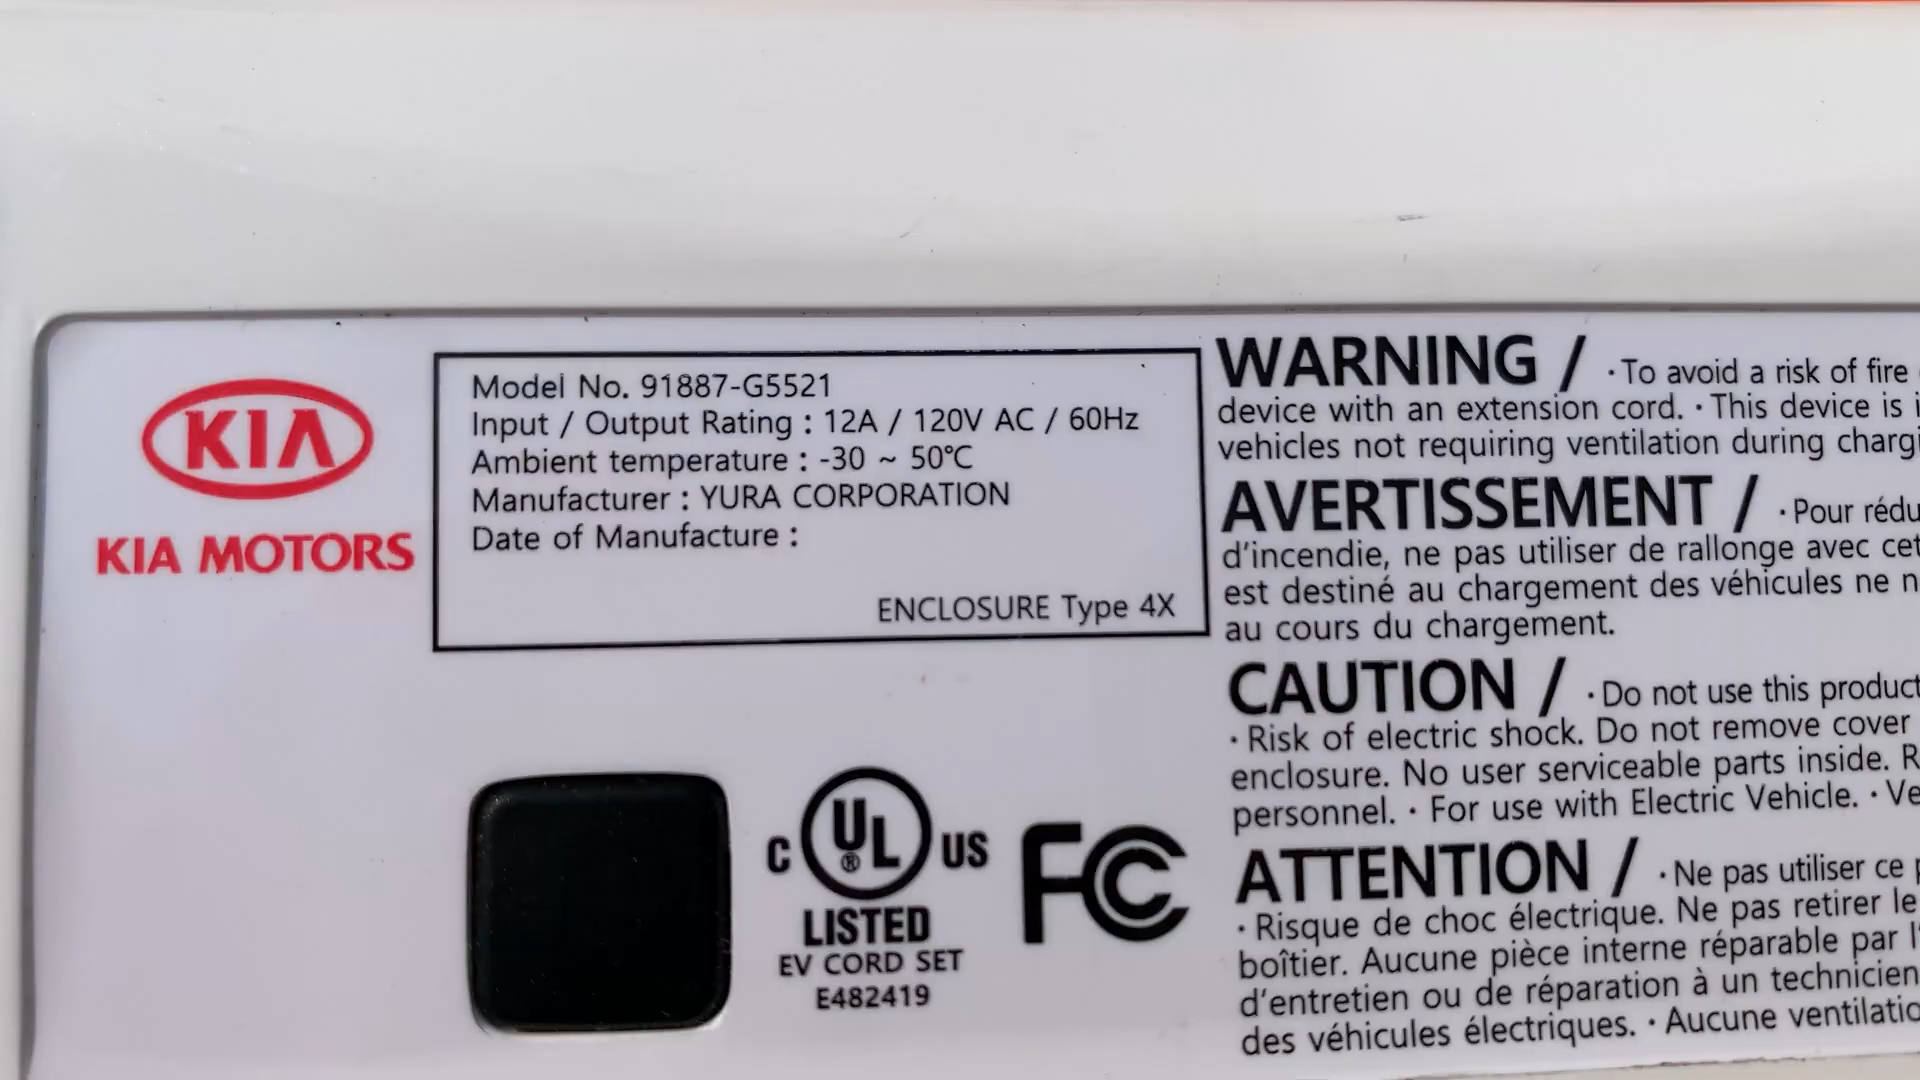 KIA
KIA MOTORS
Model No. 91887-G5521
Input / Output Rating : 12A / 120V AC / 60Hz
Ambient temperature : -30 ~ 50℃
Manufacturer : YURA CORPORATION
Date of Manufacture :
ENCLOSURE Type 4X
C UL® US
LISTED
EV CORD SET
E482419
FC
WARNING / ·To avoid a risk of fire
device with an extension cord. · This device is
vehicles not requiring ventilation during
AVERTISSEMENT / ·Pour
d'incendie, ne pas utiliser de rallonge avec
est destiné au chargement des véhicules ne
au cours du chargement.
CAUTION / ·Do not use this product
· Risk of electric shock. Do not remove cover
enclosure. No user serviceable parts inside.
personnel. · For use with Electric Vehicle. ·
ATTENTION / ·Ne pas utiliser ce
· Risque de choc électrique. Ne pas retirer le
boîtier. Aucune pièce interne réparable par
d'entretien ou de réparation à un technicien
des véhicules électriques. · Aucune